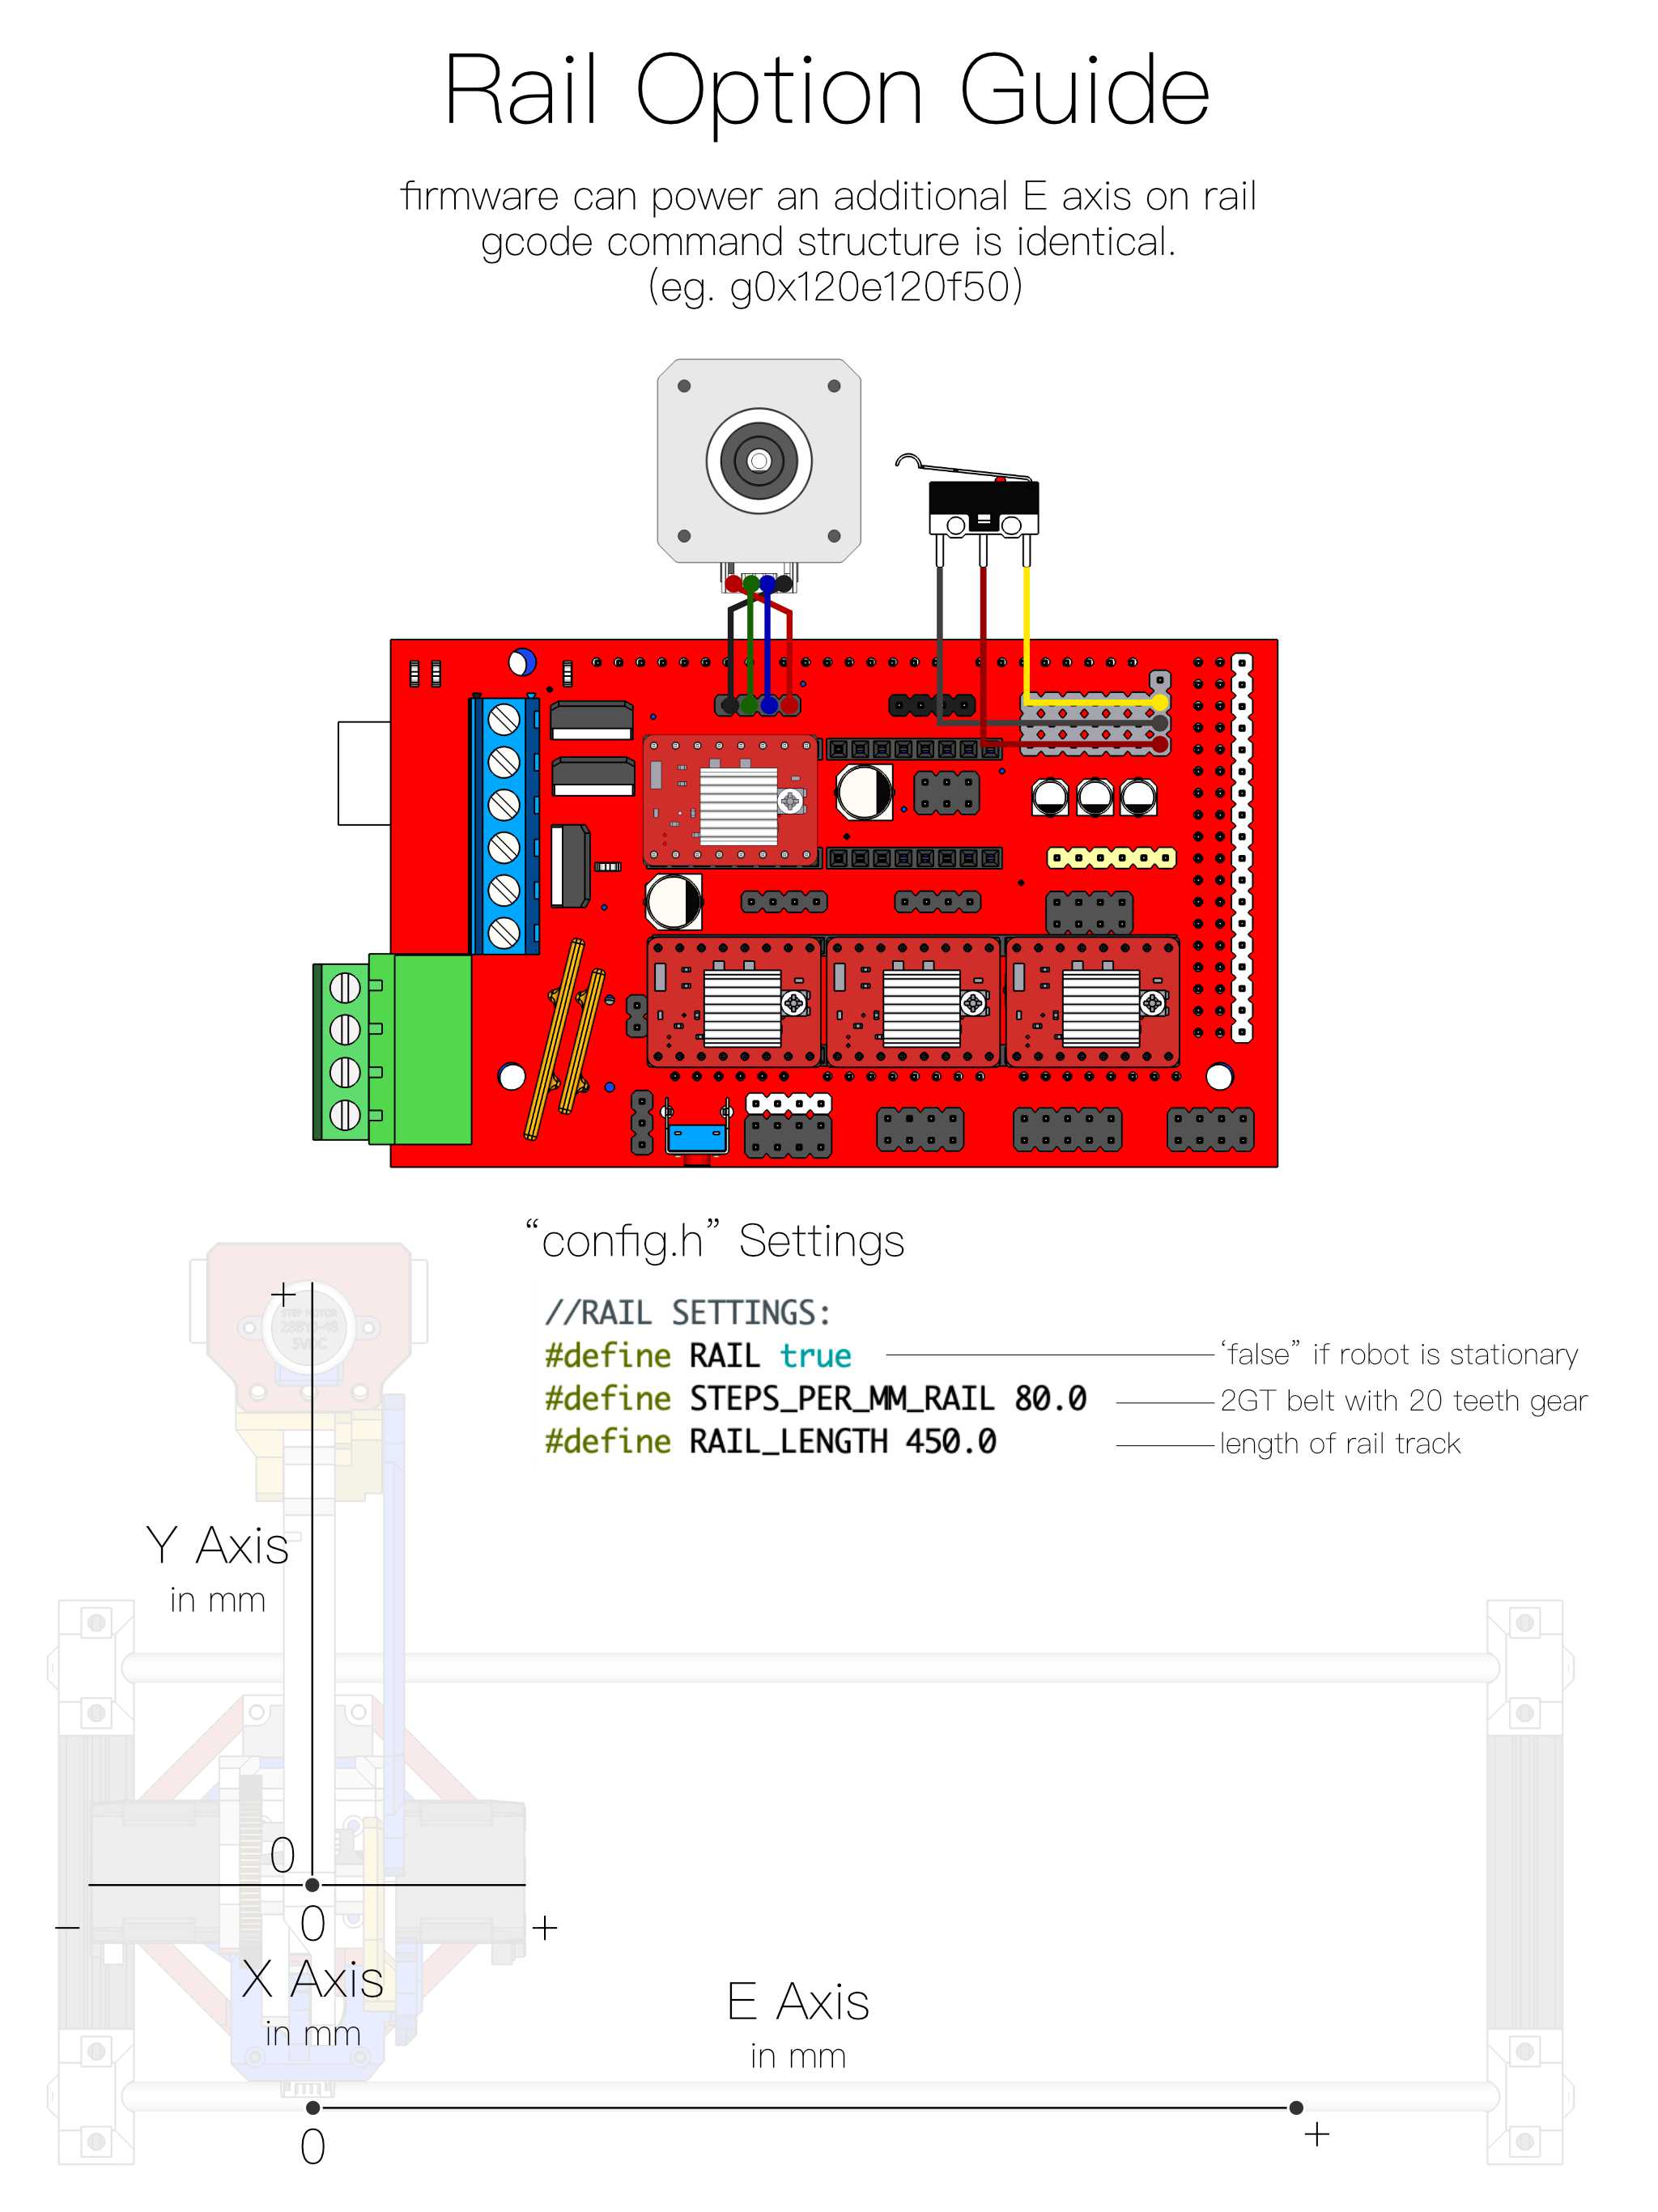 Rail Option Guide
firmware can power an additional E axis on rail
gcode command structure is identical.
(eg. g0x120e120f50)
“config.h” Settings
//RAIL SETTINGS:
#define RAIL true
‘false” if robot is stationary
#define STEPS_PER_MM_RAIL 80.0
2GT belt with 20 teeth gear
#define RAIL_LENGTH 450.0
length of rail track
+
Y Axis
in mm
0
0
−
+
X Axis
in mm
E Axis
in mm
0
+